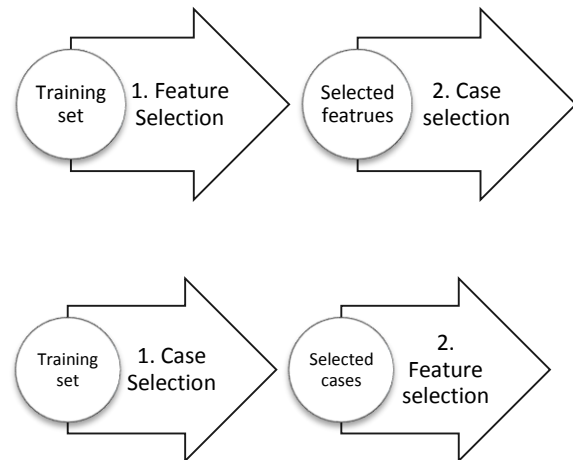 Training
set
1. Feature
Selection
Selected
featrues
2. Case
selection
Training
set
1. Case
Selection
Selected
cases
2.
Feature
selection